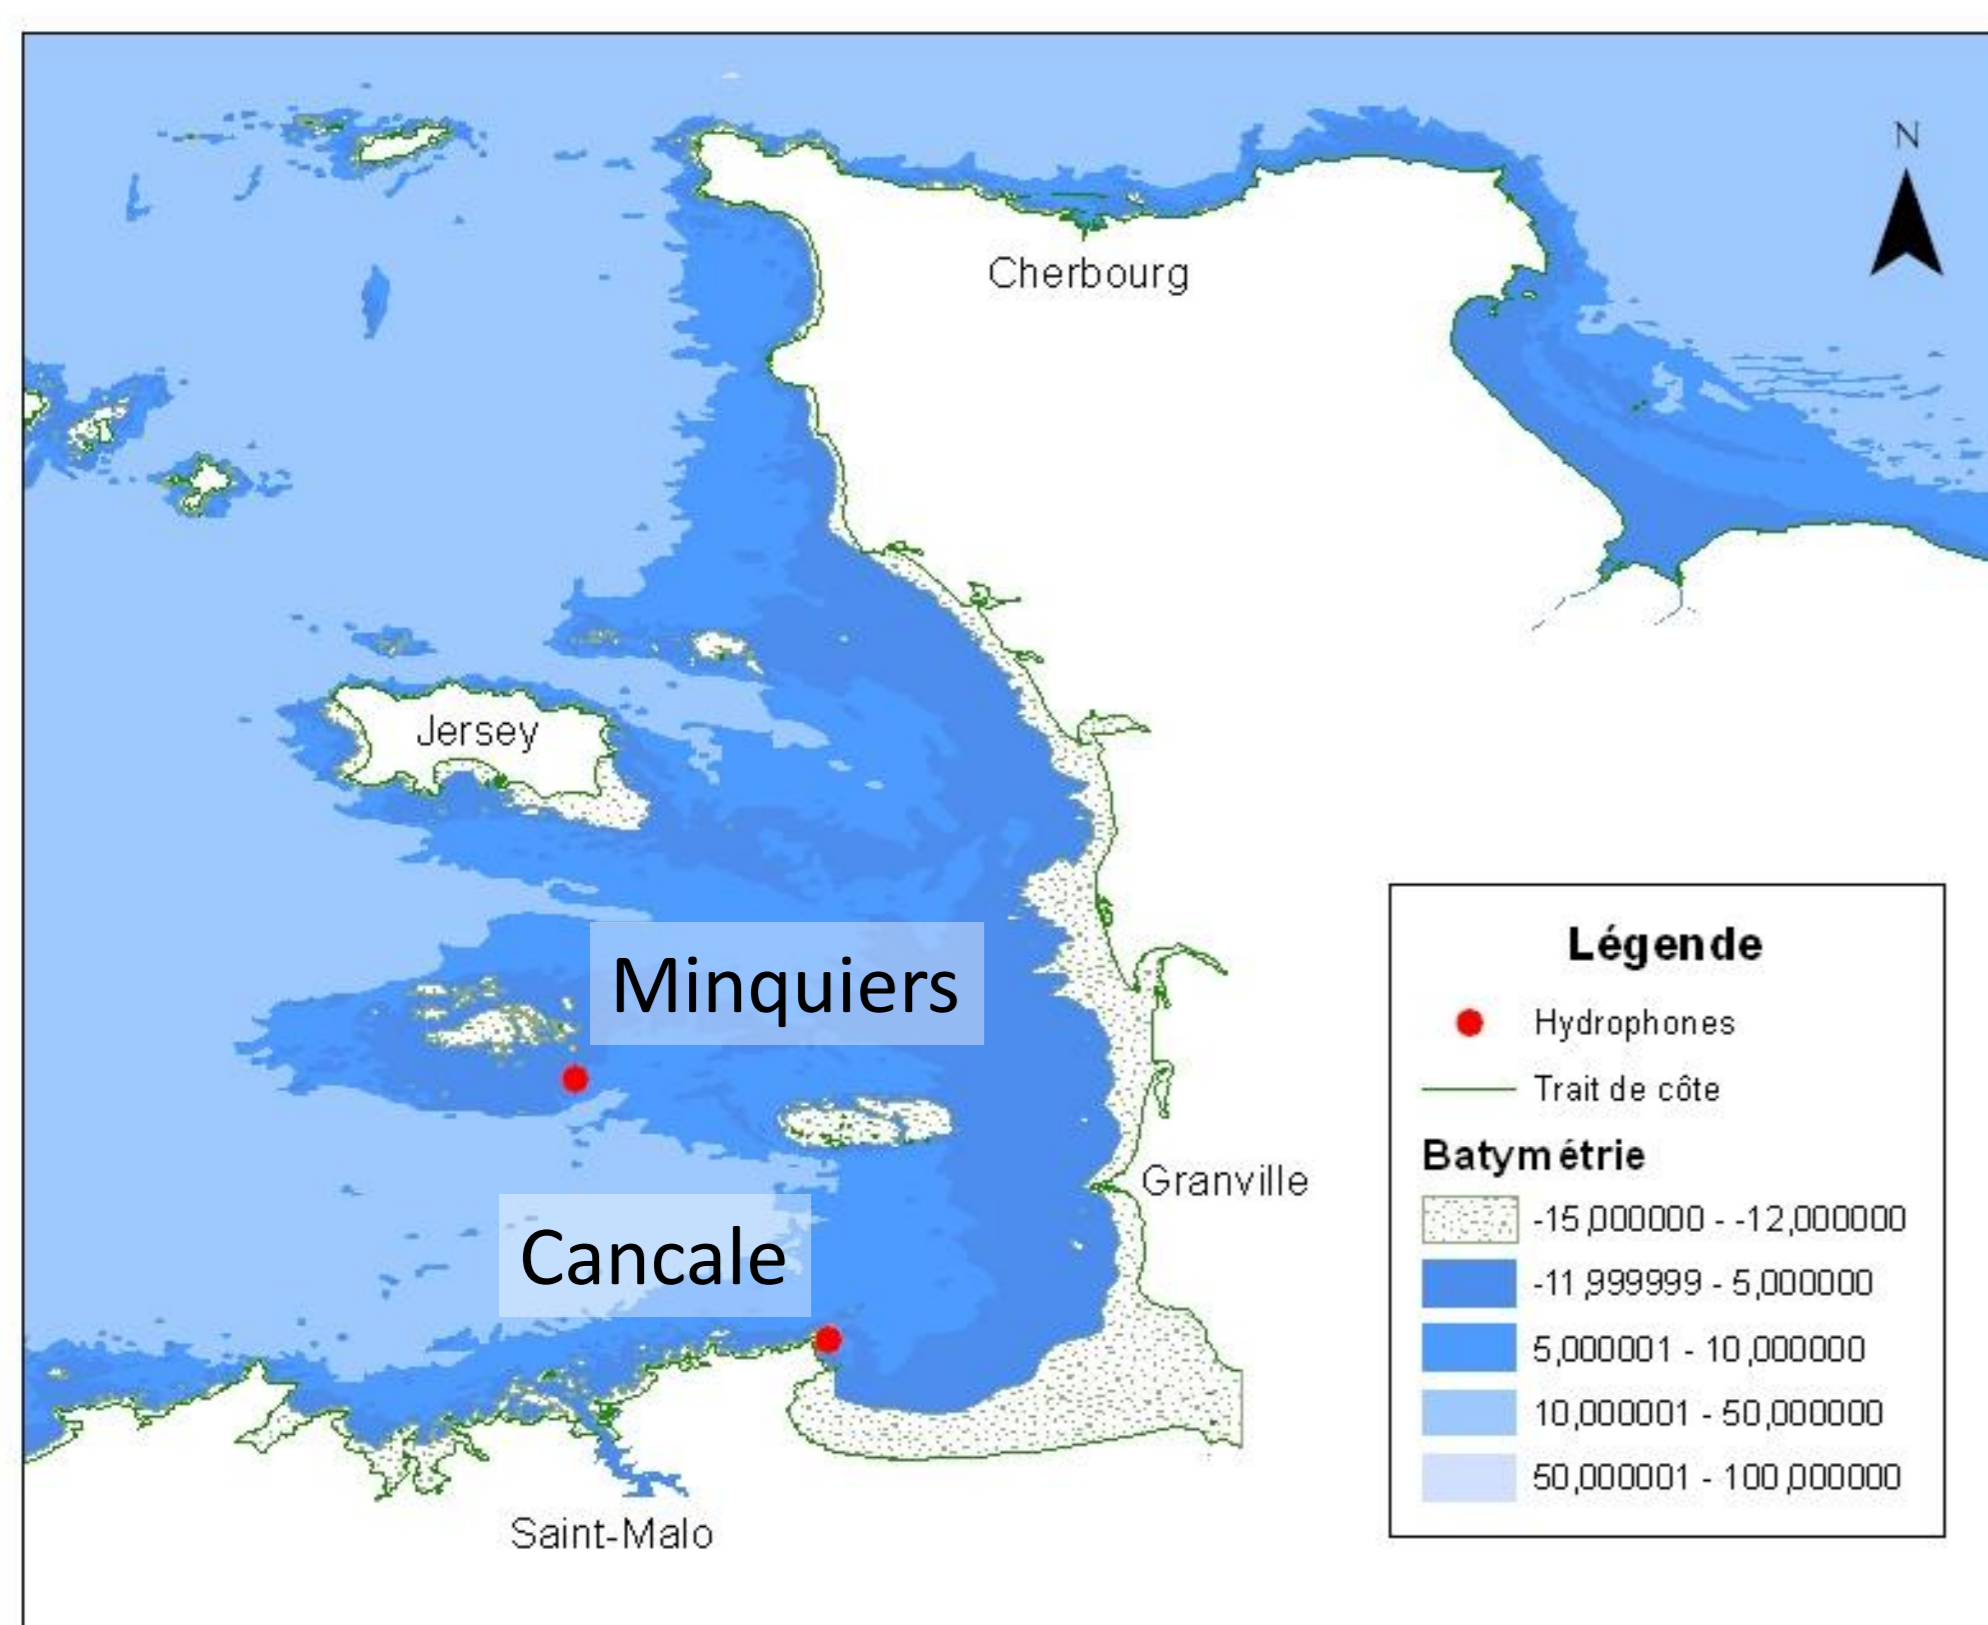 N
Cherbourg
Jersey
Minquiers
Cancale
Granville
Saint-Malo
Légende
Hydrophones
Trait de côte
Batymétrie
-15,000000 - -12,000000
-11,999999 - 5,000000
5,000001 - 10,000000
10,000001 - 50,000000
50,000001 - 100,000000